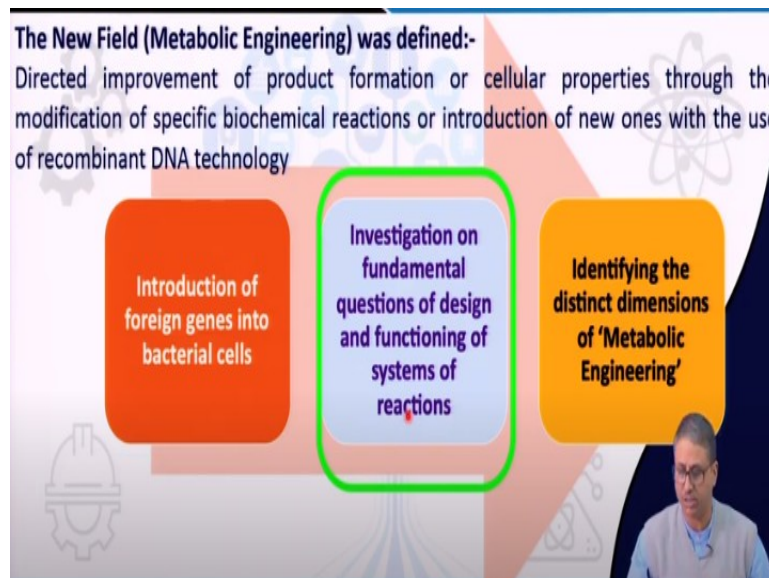 The New Field (Metabolic Engineering) was defined:-
Directed improvement of product formation or cellular properties through the
modification of specific biochemical reactions or introduction of new ones with the use
of recombinant DNA technology
Introduction of
foreign genes into
bacterial cells
Investigation on
fundamental
questions of design
and functioning of
systems of
reactions
Identifying the
distinct dimensions
of ‘Metabolic
Engineering’